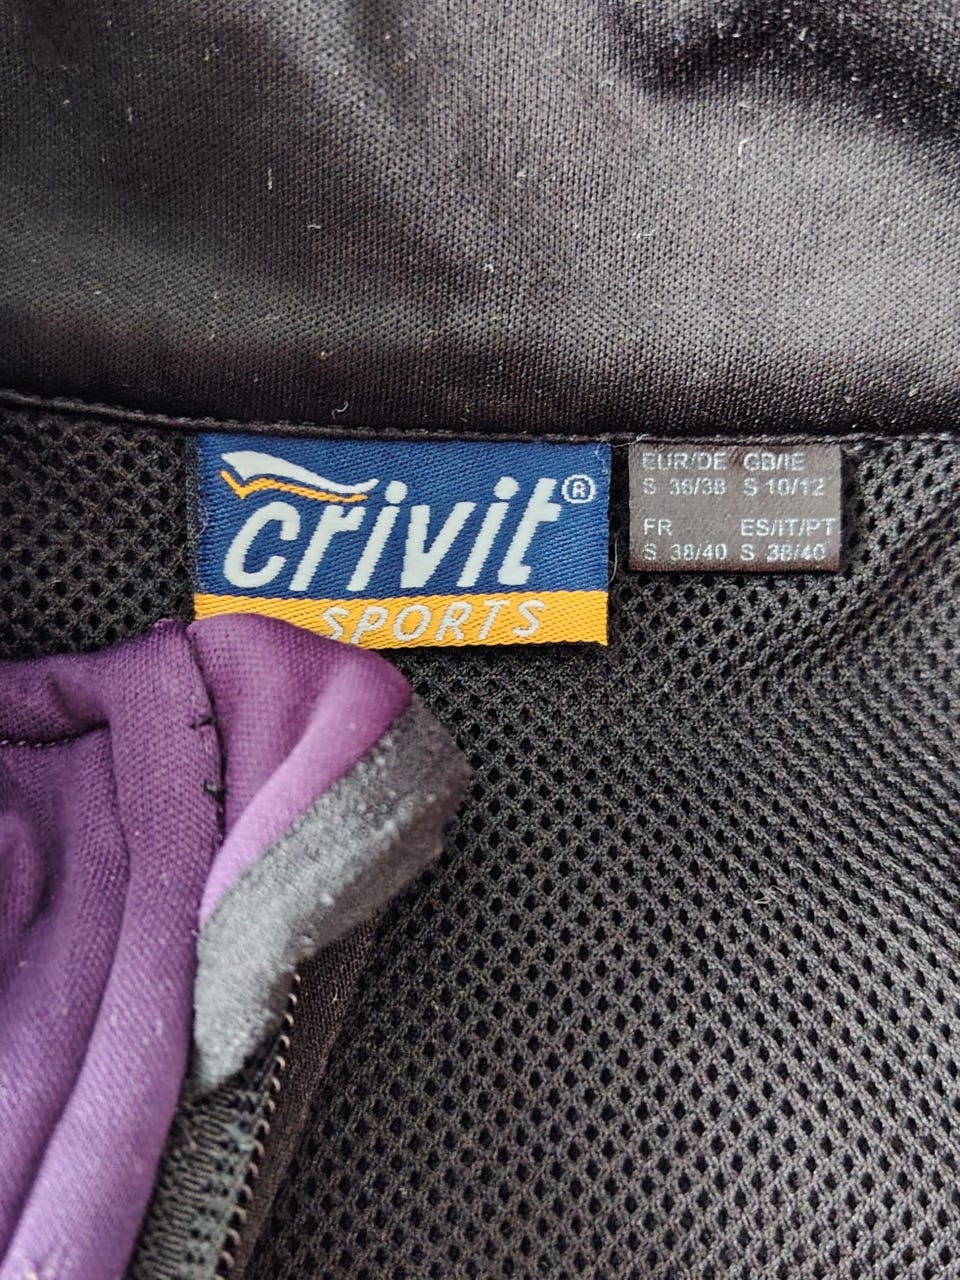 crivit®
SPORTS
EUR/DE GB/IE
S 36/38 S 10/12
FR ES/IT/PT
S 38/40 S 38/40